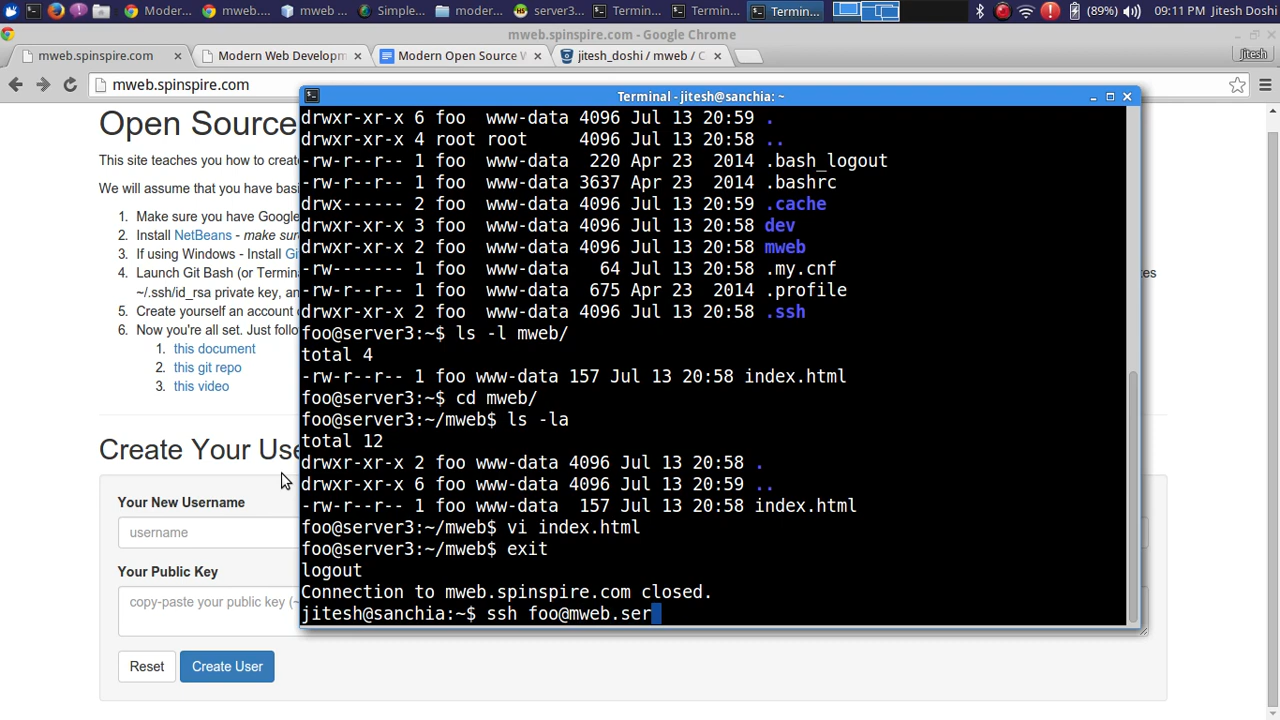 Moder...
mweb....
mweb ...
Simple...
moder...
server3:...
Termin...
Termin...
Termin...
(89%)
09:11 PM Jitesh Doshi
mweb.spinspire.com - Google Chrome
mweb.spinspire.com
Modern Web Developm
Modern Open Source W
jitesh_doshi / mweb / C
Jitesh
mweb.spinspire.com
Terminal - jitesh@sanchia: ~
Open Source
This site teaches you how to create
We will assume that you have basi
1. Make sure you have Google
2. Install NetBeans - make sure
3. If using Windows - Install Gi
4. Launch Git Bash (or Termina
~/.ssh/id_rsa private key, an
5. Create yourself an account
6. Now you're all set. Just follo
1. this document
2. this git repo
3. this video
Create Your Use
Your New Username
username
Your Public Key
copy-paste your public key (~
Reset
Create User
drwxr-xr-x 6 foo  www-data 4096 Jul 13 20:59 .
drwxr-xr-x 4 root root     4096 Jul 13 20:58 ..
-rw-r--r-- 1 foo  www-data  220 Apr 23  2014 .bash_logout
-rw-r--r-- 1 foo  www-data 3637 Apr 23  2014 .bashrc
drwx------ 2 foo  www-data 4096 Jul 13 20:59 .cache
drwxr-xr-x 3 foo  www-data 4096 Jul 13 20:58 dev
drwxr-xr-x 2 foo  www-data 4096 Jul 13 20:58 mweb
-rw------- 1 foo  www-data   64 Jul 13 20:58 .my.cnf
-rw-r--r-- 1 foo  www-data  675 Apr 23  2014 .profile
drwxr-xr-x 2 foo  www-data 4096 Jul 13 20:58 .ssh
foo@server3:~$ ls -l mweb/
total 4
-rw-r--r-- 1 foo www-data 157 Jul 13 20:58 index.html
foo@server3:~$ cd mweb/
foo@server3:~/mweb$ ls -la
total 12
drwxr-xr-x 2 foo www-data 4096 Jul 13 20:58 .
drwxr-xr-x 6 foo www-data 4096 Jul 13 20:59 ..
-rw-r--r-- 1 foo www-data  157 Jul 13 20:58 index.html
foo@server3:~/mweb$ vi index.html
foo@server3:~/mweb$ exit
logout
Connection to mweb.spinspire.com closed.
jitesh@sanchia:~$ ssh foo@mweb.ser